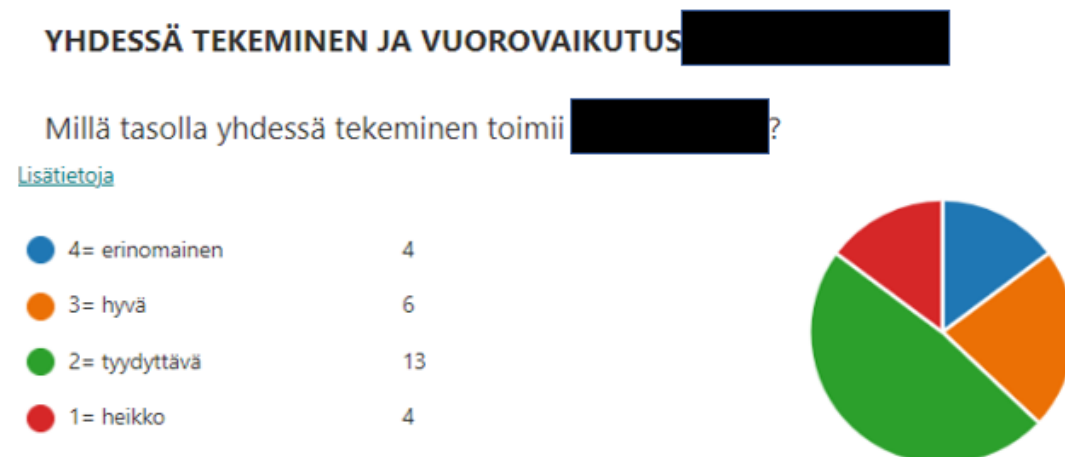 YHDESSÄ TEKEMINEN JA VUOROVAIKUTUS
Millä tasolla yhdessä tekeminen toimii ?
Lisätietoja
4= erinomainen 4
3= hyvä 6
2= tyydyttävä 13
1= heikko 4